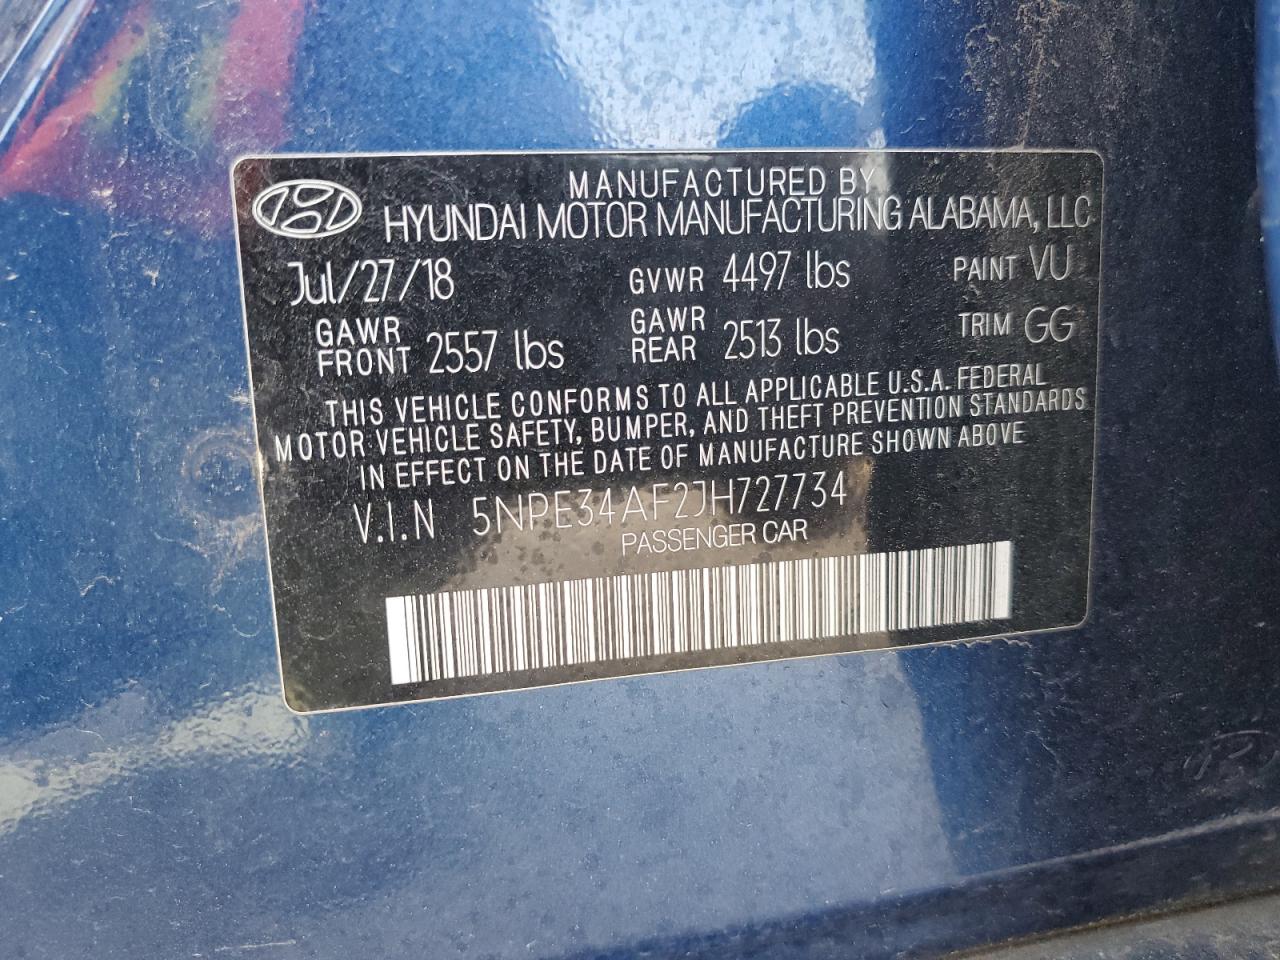 MANUFACTURED BY
HYUNDAI MOTOR MANUFACTURING ALABAMA, LLC
Jul/27/18 GVWR 4497 lbs PAINT VU
GAWR FRONT 2557 lbs GAWR REAR 2513 lbs TRIM GG
THIS VEHICLE CONFORMS TO ALL APPLICABLE U.S.A. FEDERAL
MOTOR VEHICLE SAFETY, BUMPER, AND THEFT PREVENTION STANDARDS
IN EFFECT ON THE DATE OF MANUFACTURE SHOWN ABOVE
V.I.N 5NPE34AF2JH727734
PASSENGER CAR